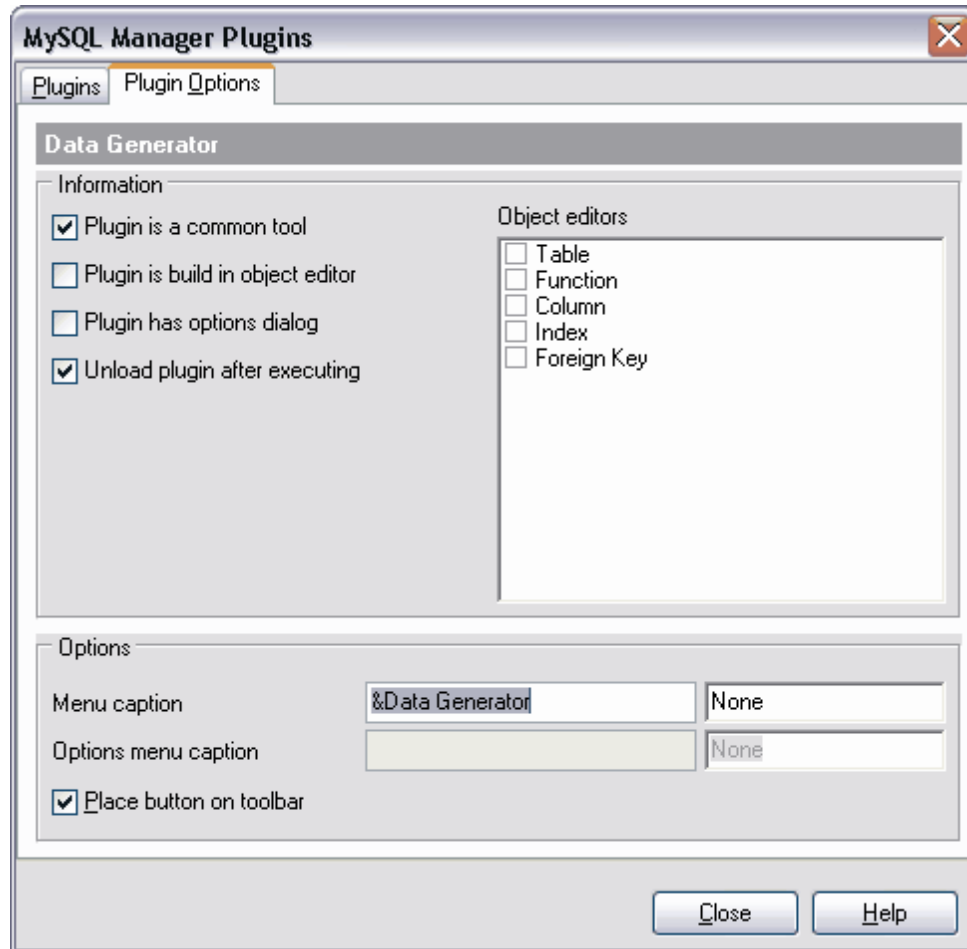 MySQL Manager Plugins
Plugins
Plugin Options
Data Generator
Information
Plugin is a common tool
Plugin is build in object editor
Plugin has options dialog
Unload plugin after executing
Object editors
Table
Function
Column
Index
Foreign Key
Options
Menu caption
&Data Generator
None
Options menu caption
None
Place button on toolbar
Close
Help